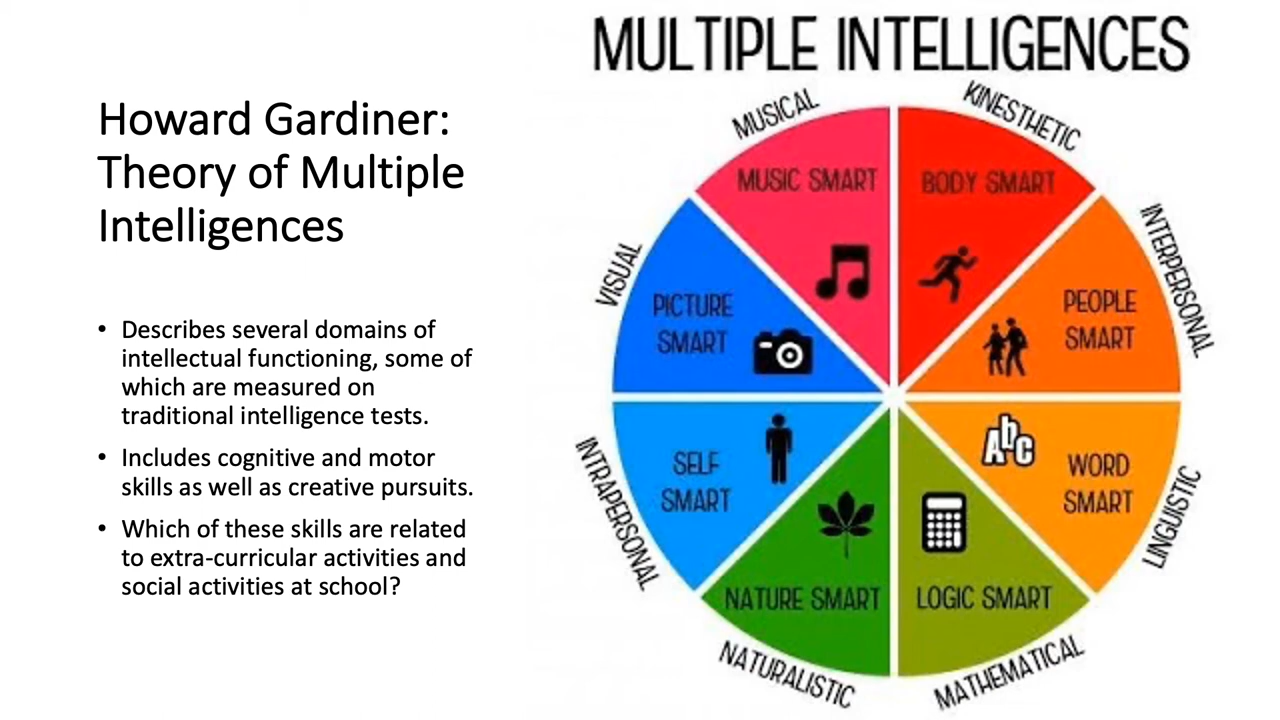 Howard Gardiner:
Theory of Multiple
Intelligences
• Describes several domains of
intellectual functioning, some of
which are measured on
traditional intelligence tests.
• Includes cognitive and motor
skills as well as creative pursuits.
• Which of these skills are related
to extra-curricular activities and
social activities at school?
MULTIPLE INTELLIGENCES
MUSICAL
MUSIC SMART
KINESTHETIC
BODY SMART
INTERPERSONAL
PEOPLE
SMART
LINGUISTIC
Abc
WORD
SMART
MATHEMATICAL
LOGIC SMART
NATURALISTIC
NATURE SMART
INTRAPERSONAL
SELF
SMART
VISUAL
PICTURE
SMART